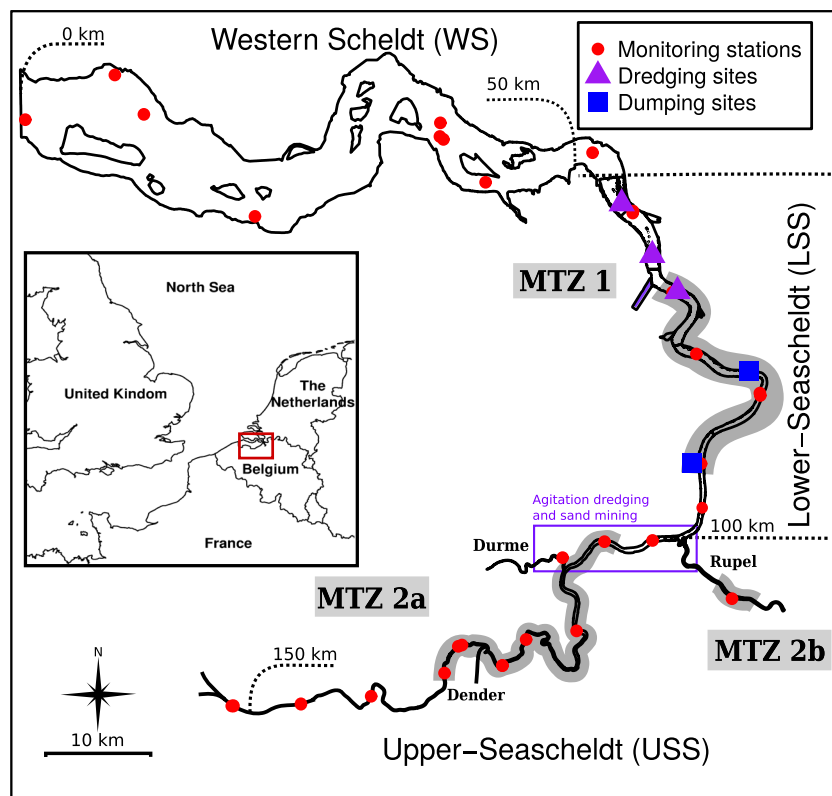 0 km
Western Scheldt (WS)
50 km
Monitoring stations
Dredging sites
Dumping sites
MTZ 1
Lower−Seascheldt (LSS)
North Sea
The
Netherlands
United Kindom
Belgium
France
Agitation dredging
and sand mining
100 km
Durme
Rupel
MTZ 2a
MTZ 2b
N
150 km
Dender
10 km
Upper−Seascheldt (USS)